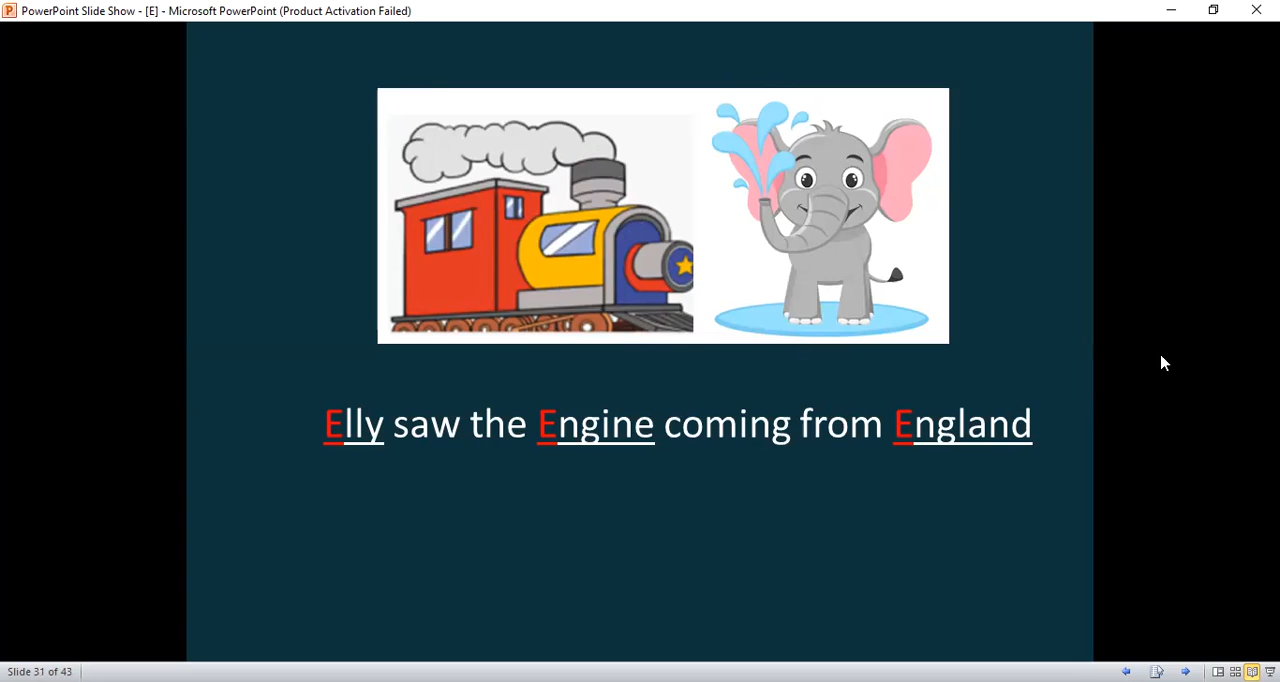 PowerPoint Slide Show - [E] - Microsoft PowerPoint (Product Activation Failed)
Elly saw the Engine coming from England
Slide 31 of 43